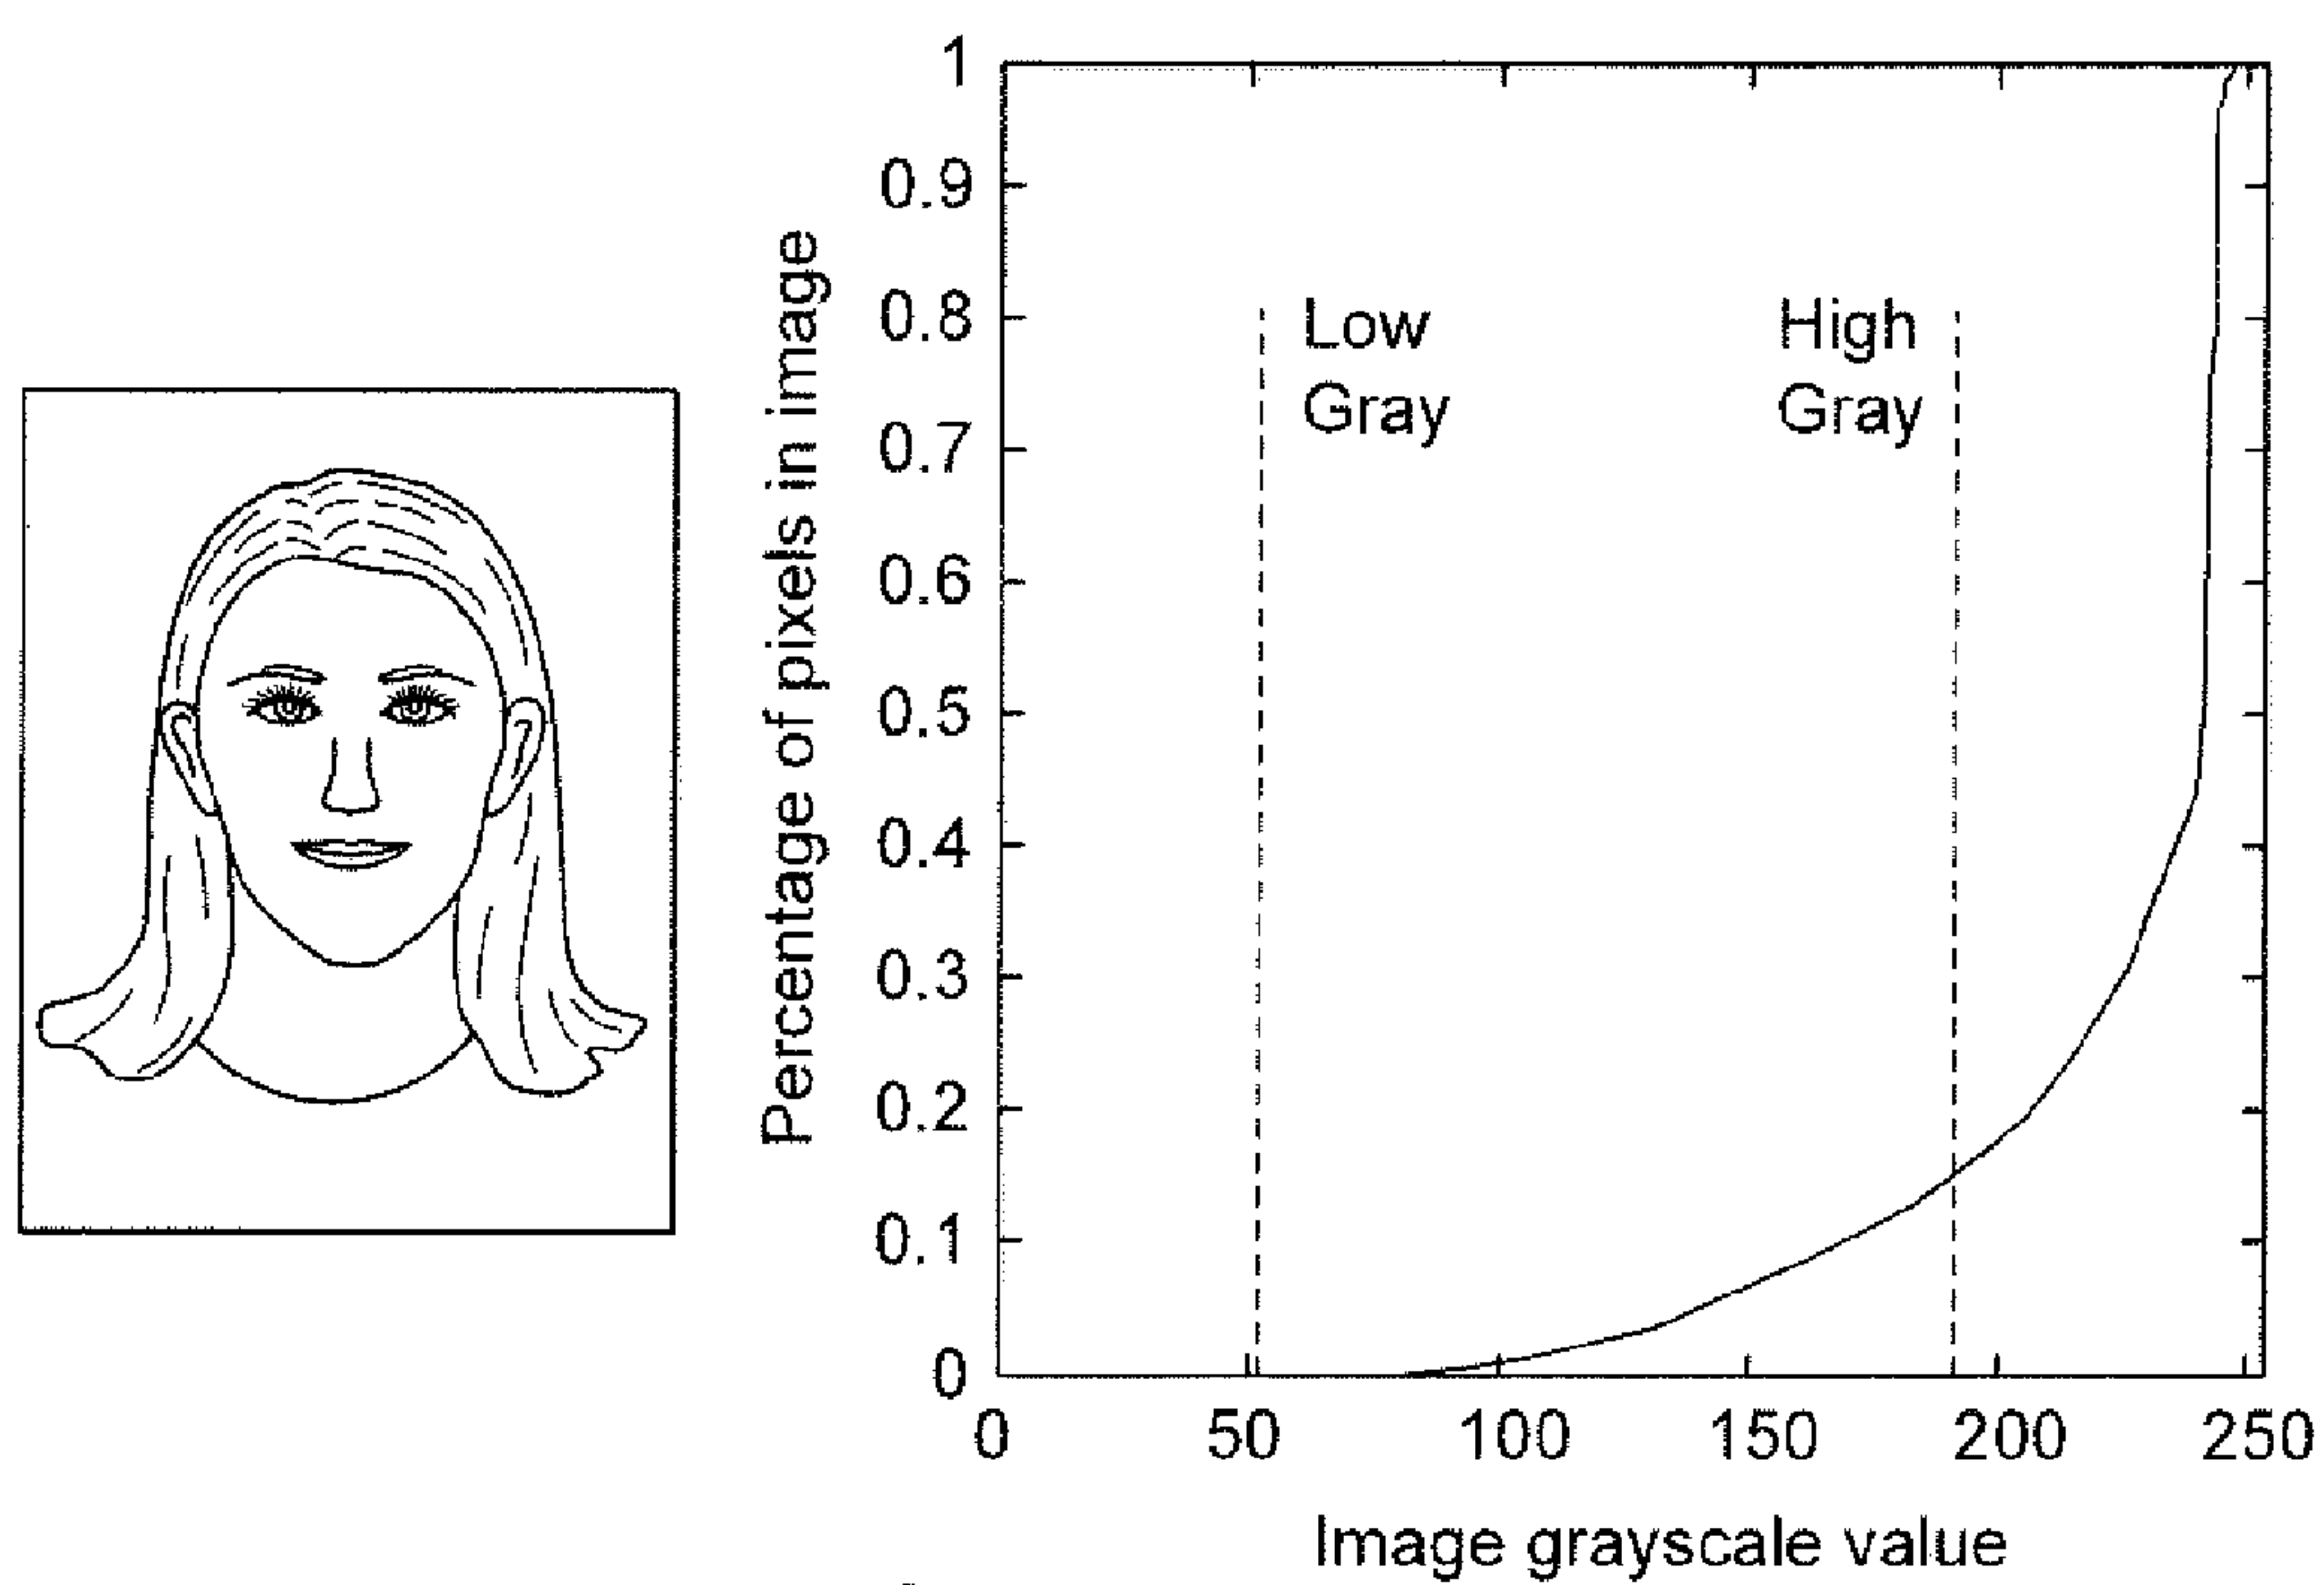 Percentage of pixels in image
1
0.9
0.8
0.7
0.6
0.5
0.4
0.3
0.2
0.1
0
Low
Gray
High
Gray
0
50
100
150
200
250
Image grayscale value